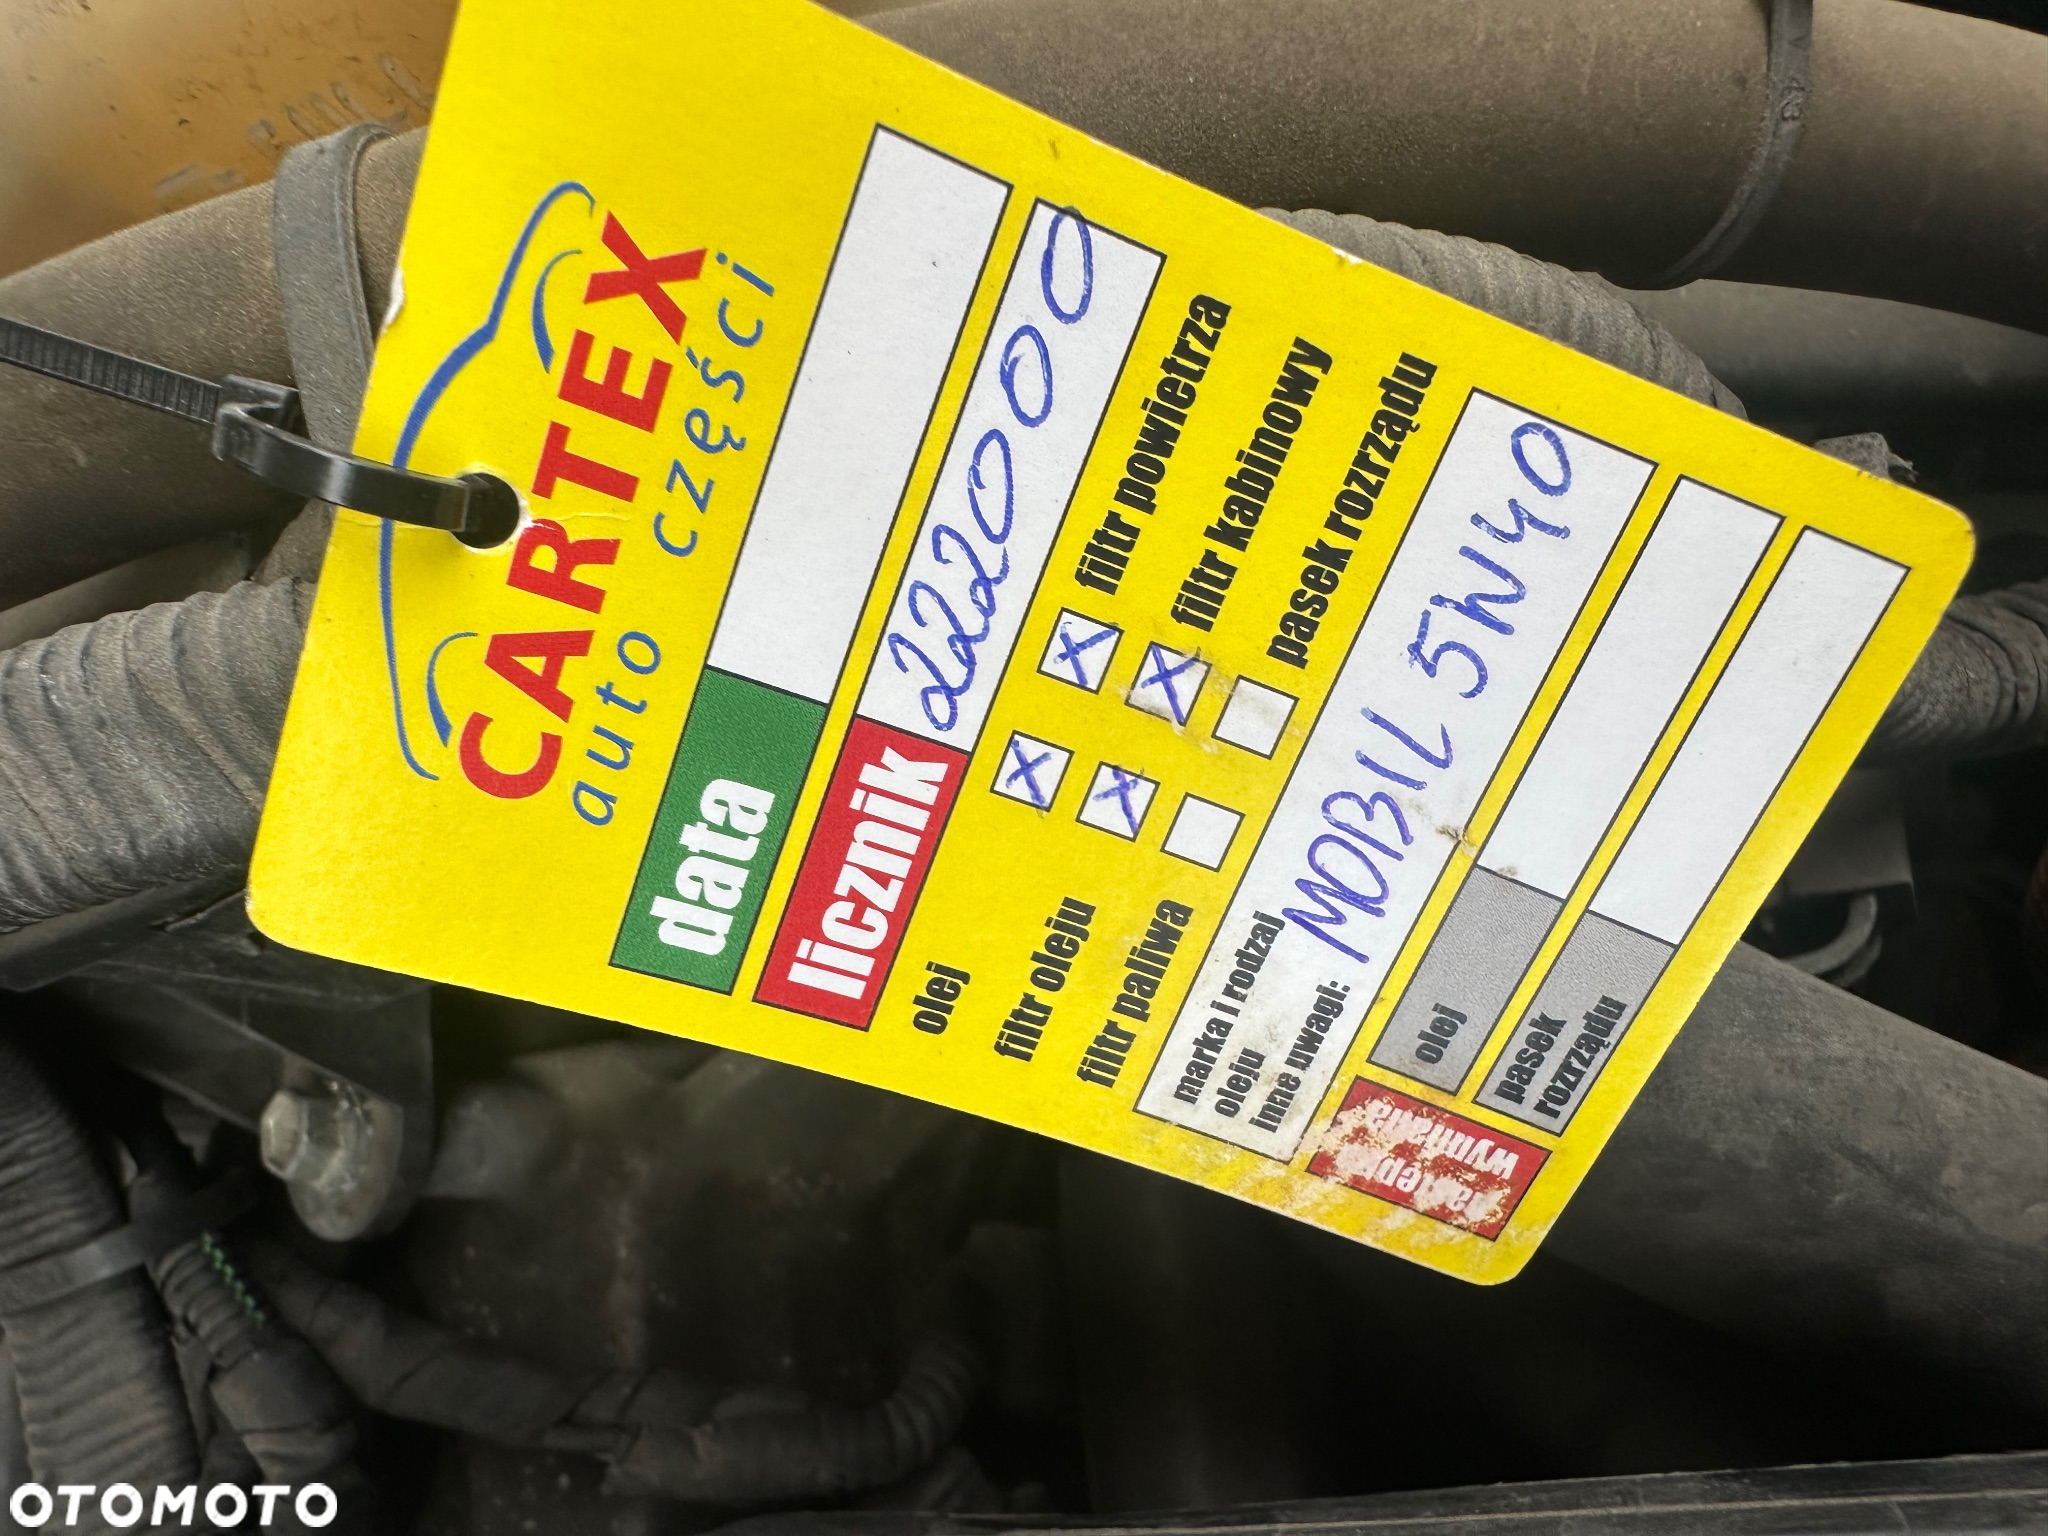 CARTEX
auto części
data
licznik 222000
olej X X filtr powietrza
filtr oleju X X filtr kabinowy
filtr paliwa pasek rozrządu
marka i rodzaj
oleju
inne uwagi: MOBIL 5W40
wymiana
olej
pasek
rozrządu
OTOMOTO